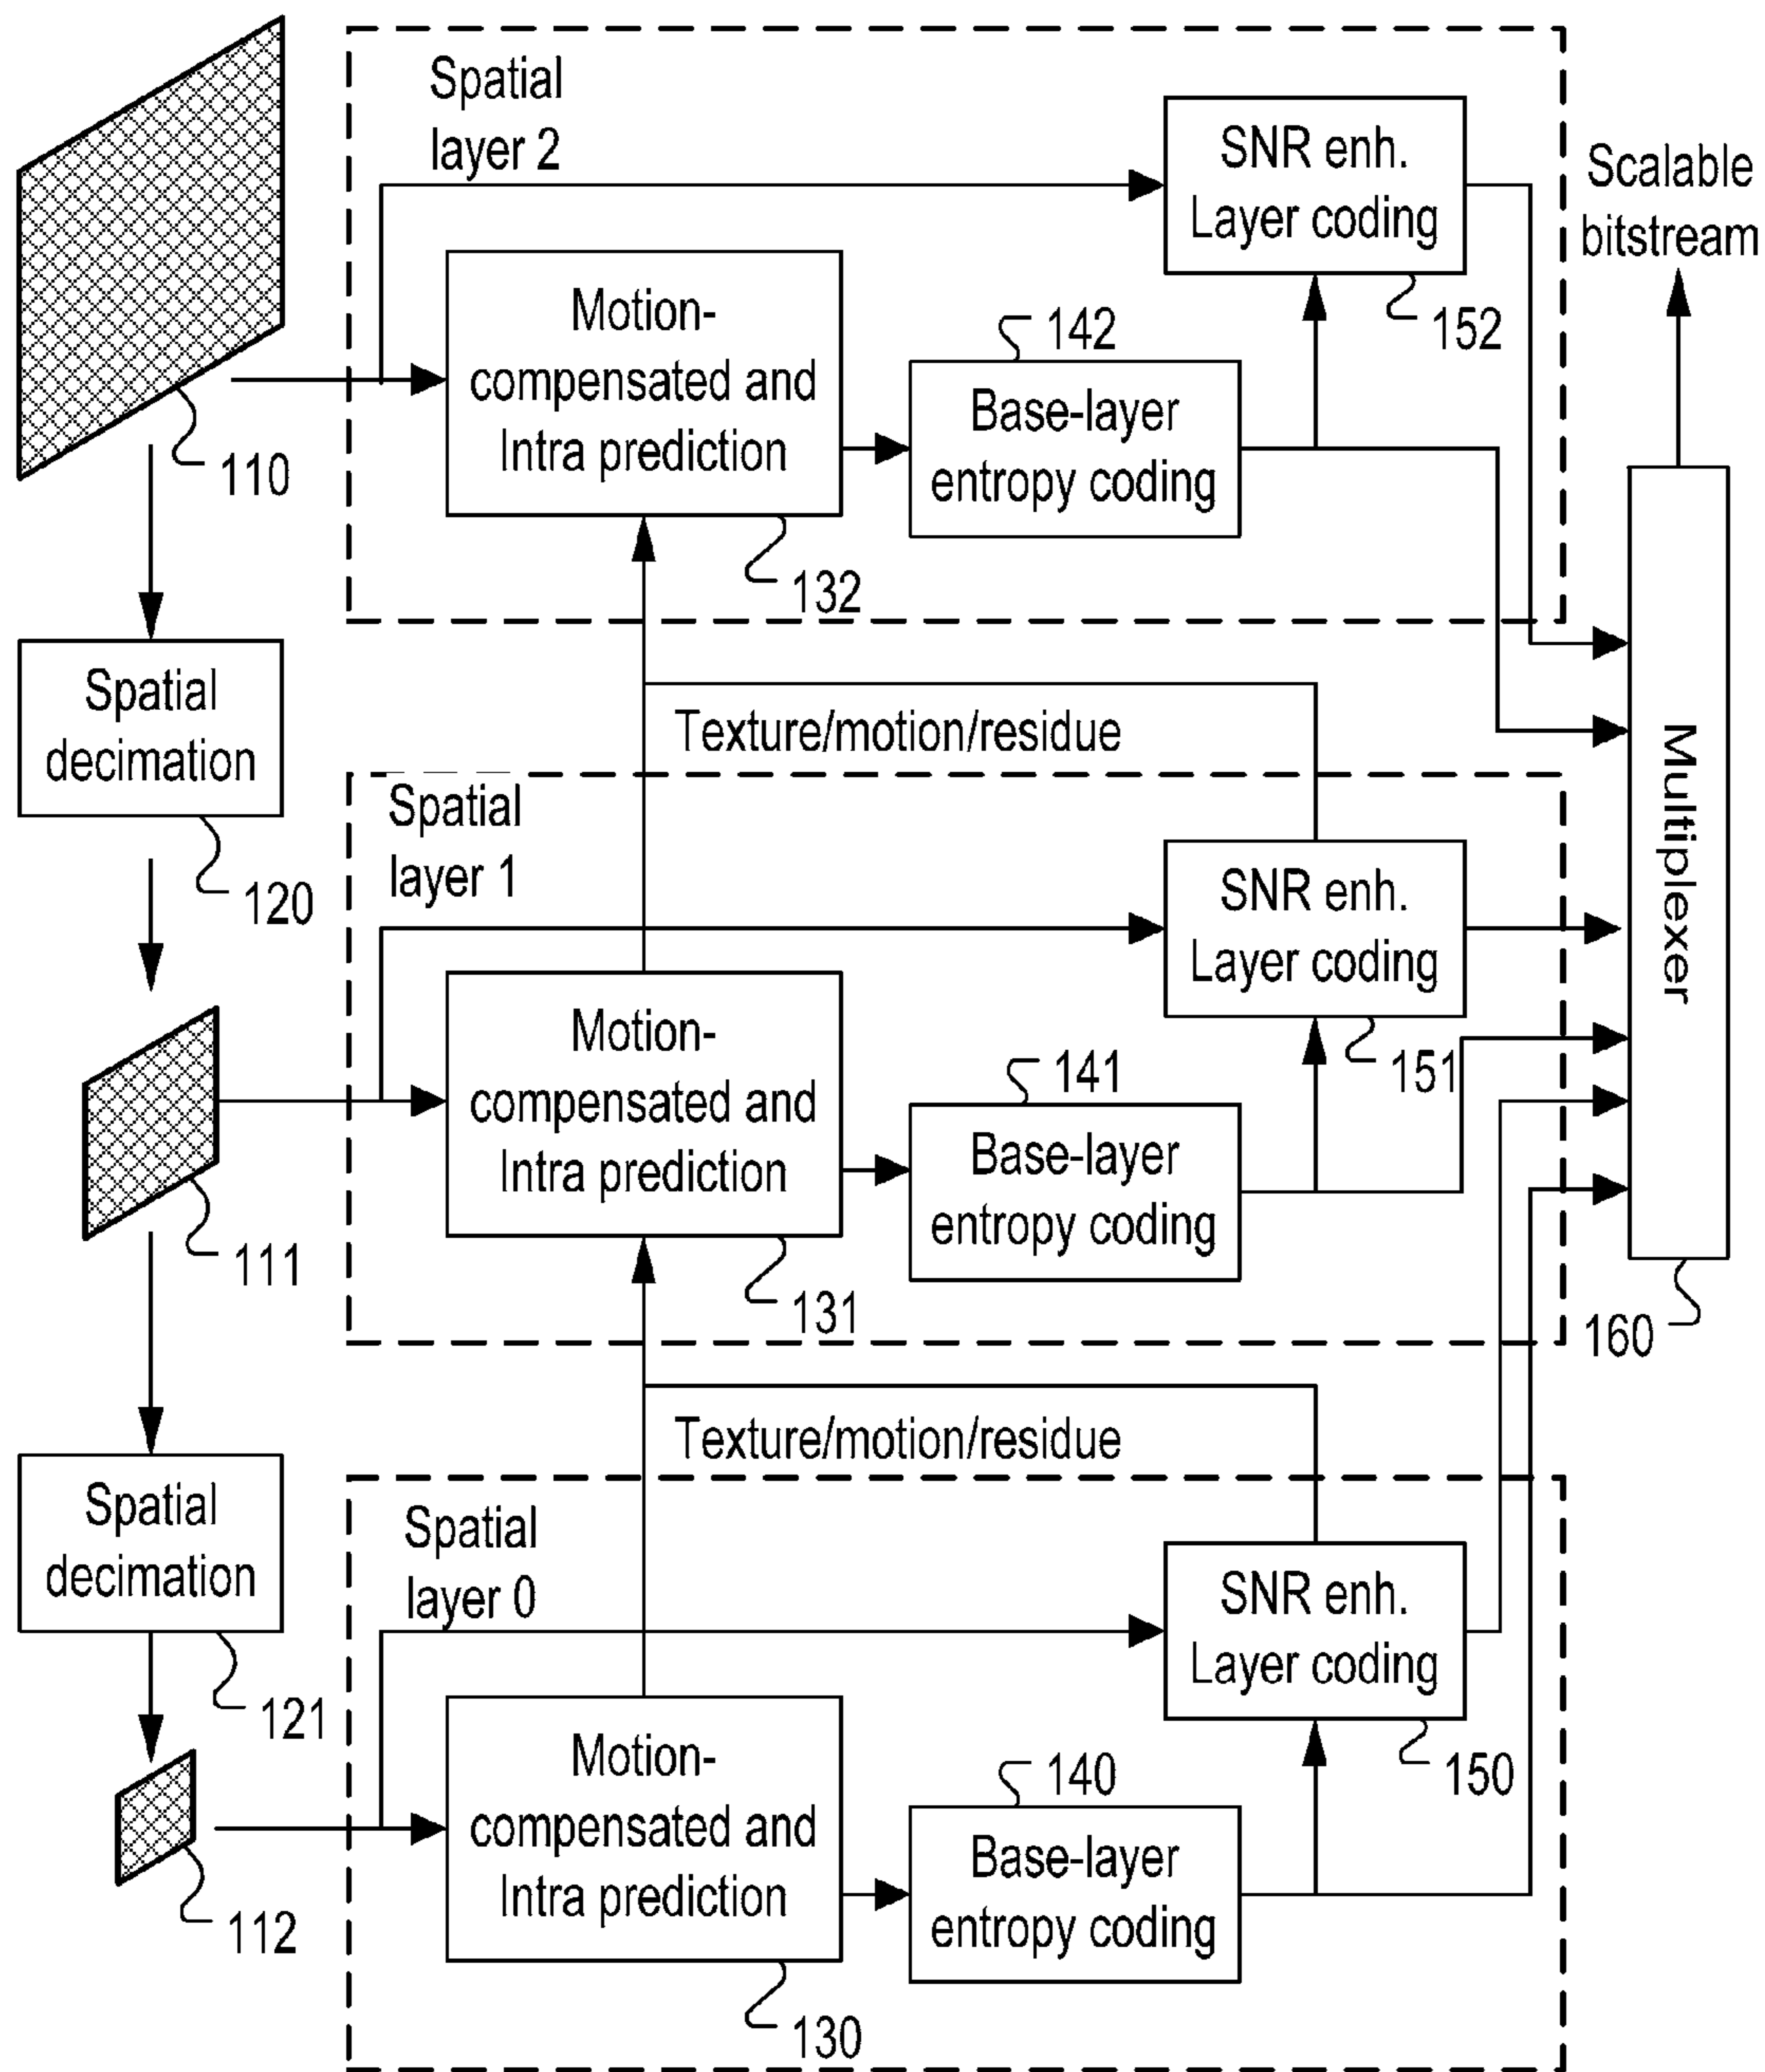 Spatial
layer 2
SNR enh.
Layer coding
152
Scalable
bitstream
Motion-
compensated and
Intra prediction
132
142
Base-layer
entropy coding
110
Spatial
decimation
120
Texture/motion/residue
Multiplexer
160
Spatial
layer 1
SNR enh.
Layer coding
151
Motion-
compensated and
Intra prediction
131
141
Base-layer
entropy coding
111
Spatial
decimation
121
Texture/motion/residue
Spatial
layer 0
SNR enh.
Layer coding
150
Motion-
compensated and
Intra prediction
130
140
Base-layer
entropy coding
112